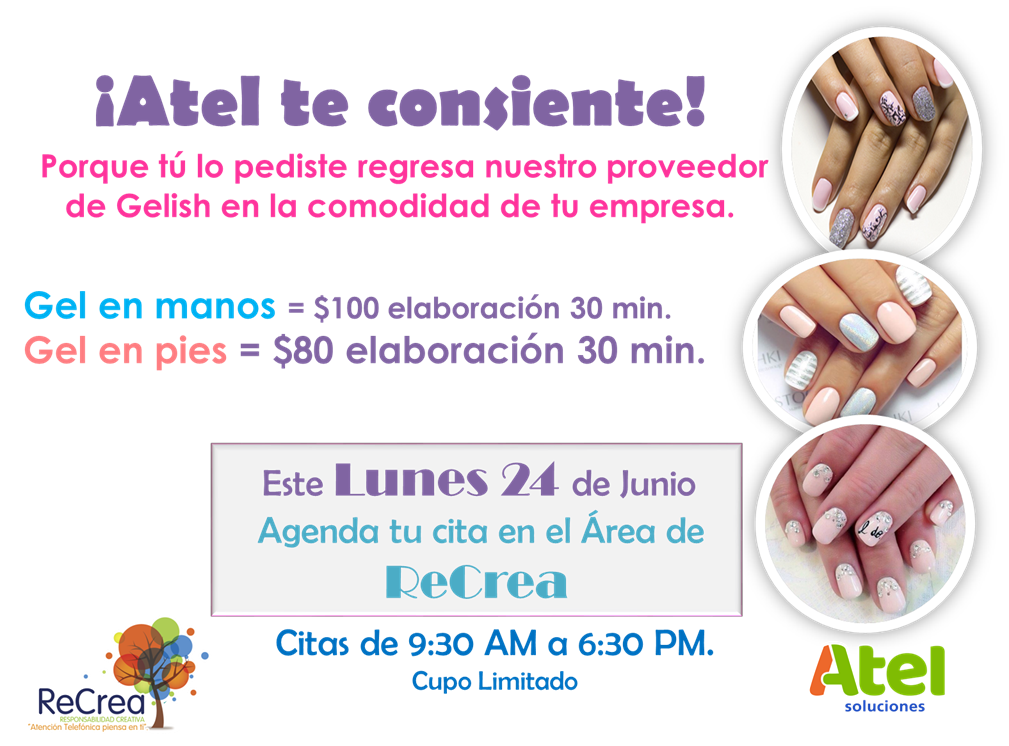 ¡Atel te consiente!
Porque tú lo pediste regresa nuestro proveedor
de Gelish en la comodidad de tu empresa.
Gel en manos = $100 elaboración 30 min.
Gel en pies = $80 elaboración 30 min.
Este Lunes 24 de Junio
Agenda tu cita en el Área de
ReCrea
Citas de 9:30 AM a 6:30 PM.
Cupo Limitado
ReCrea
RESPONSABILIDAD CREATIVA
"Atención Telefónica piensa en ti"
Atel
soluciones
I do